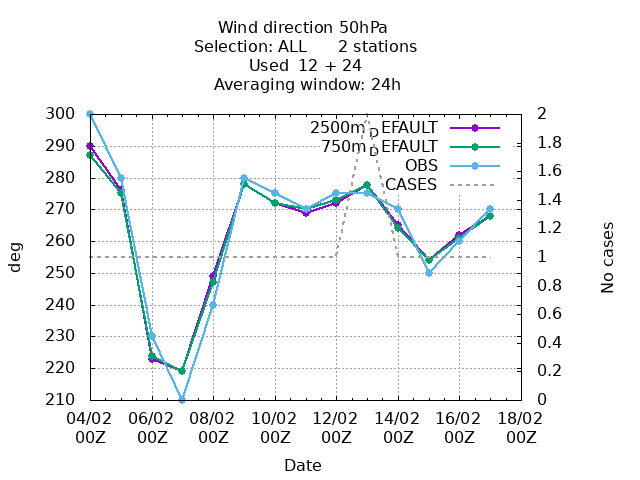 Wind direction 50hPa
Selection: ALL 2 stations
Used 12 + 24
Averaging window: 24h
300
290
280
270
260
250
240
230
220
210
deg
2
1.8
1.6
1.4
1.2
1
0.8
0.6
0.4
0.2
0
No cases
2500m_DEFAULT
750m_DEFAULT
OBS
CASES
04/02 06/02 08/02 10/02 12/02 14/02 16/02 18/02
00Z 00Z 00Z 00Z 00Z 00Z 00Z 00Z
Date